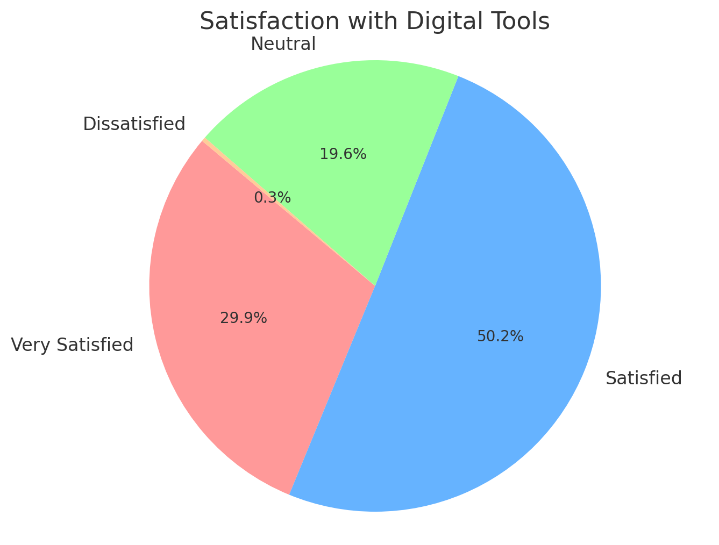 Satisfaction with Digital Tools
Neutral
Dissatisfied
19.6%
0.3%
29.9%
Very Satisfied
50.2%
Satisfied